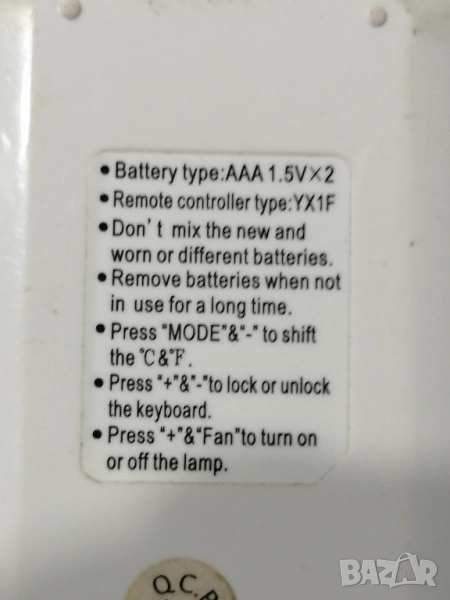 • Battery type:AAA 1.5V×2
• Remote controller type:YX1F
• Don't mix the new and
worn or different batteries.
• Remove batteries when not
in use for a long time.
• Press "MODE"&"-" to shift
the ℃&℉.
• Press "+"&"-"to lock or unlock
the keyboard.
• Press "+"&"Fan"to turn on
or off the lamp.
Q.C.
BAZAR